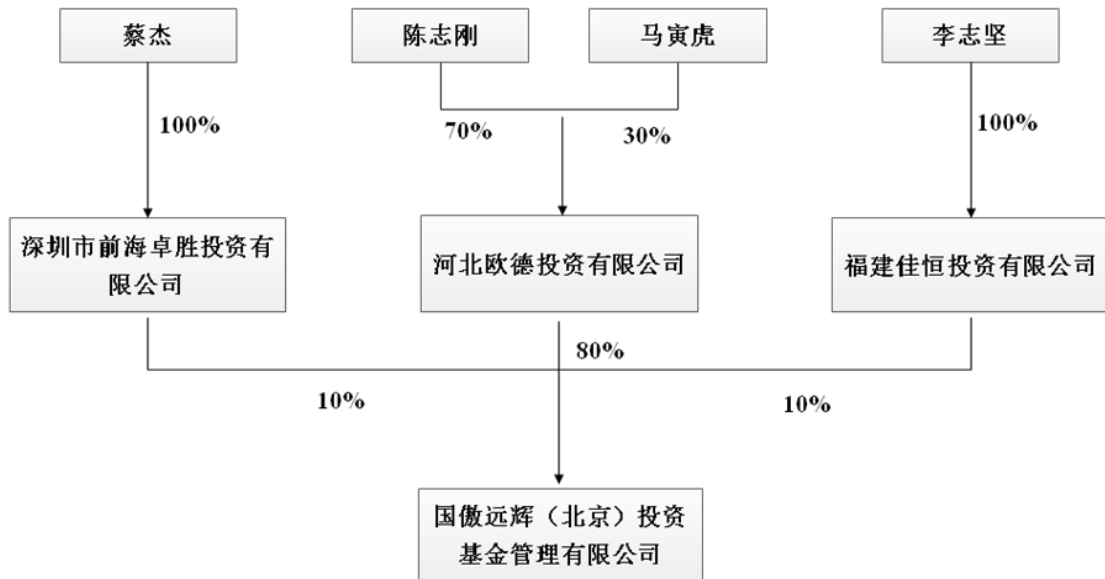 蔡杰
陈志刚
马寅虎
李志坚
100%
70%
30%
100%
深圳市前海卓胜投资有
限公司
河北欧德投资有限公司
福建佳恒投资有限公司
80%
10%
10%
国傲远辉（北京）投资
基金管理有限公司